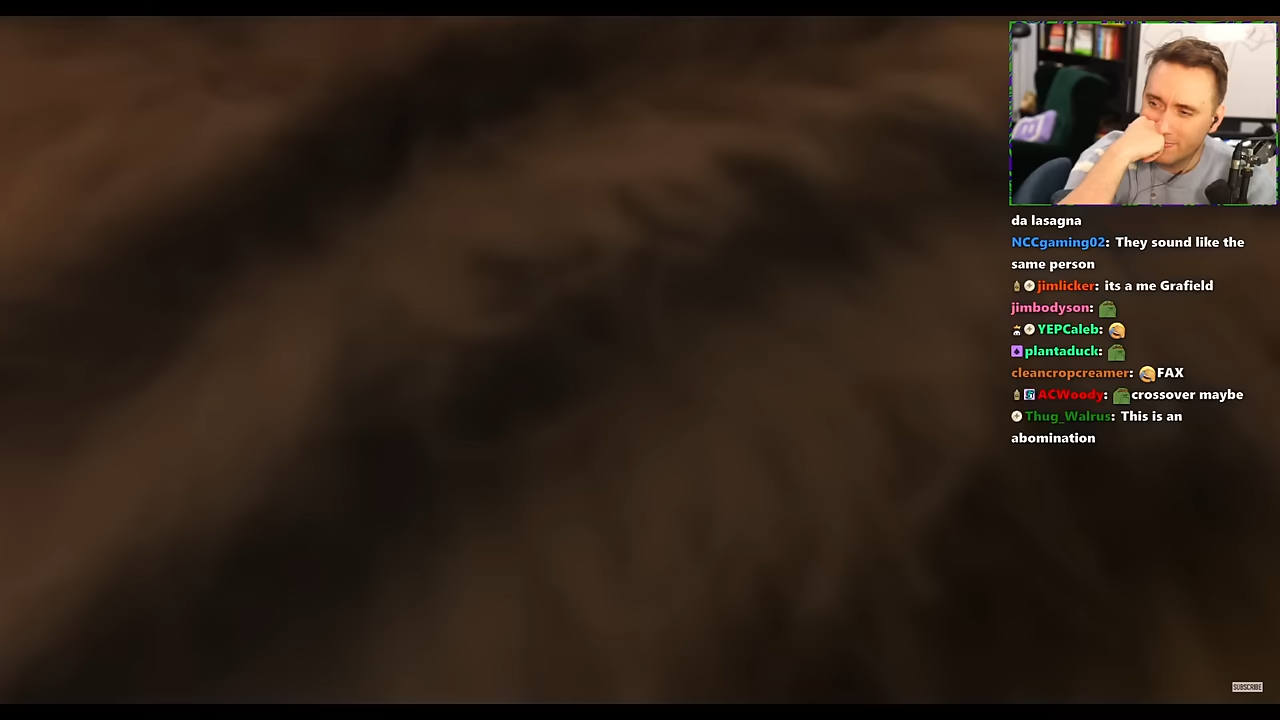 da lasagna
NCCgaming02: They sound like the
same person
jimlicker: its a me Grafield
jimbodyson:
YEPCaleb:
plantaduck:
cleancropcreamer: FAX
ACWoody: crossover maybe
Thug_Walrus: This is an
abomination
SUBSCRIBE